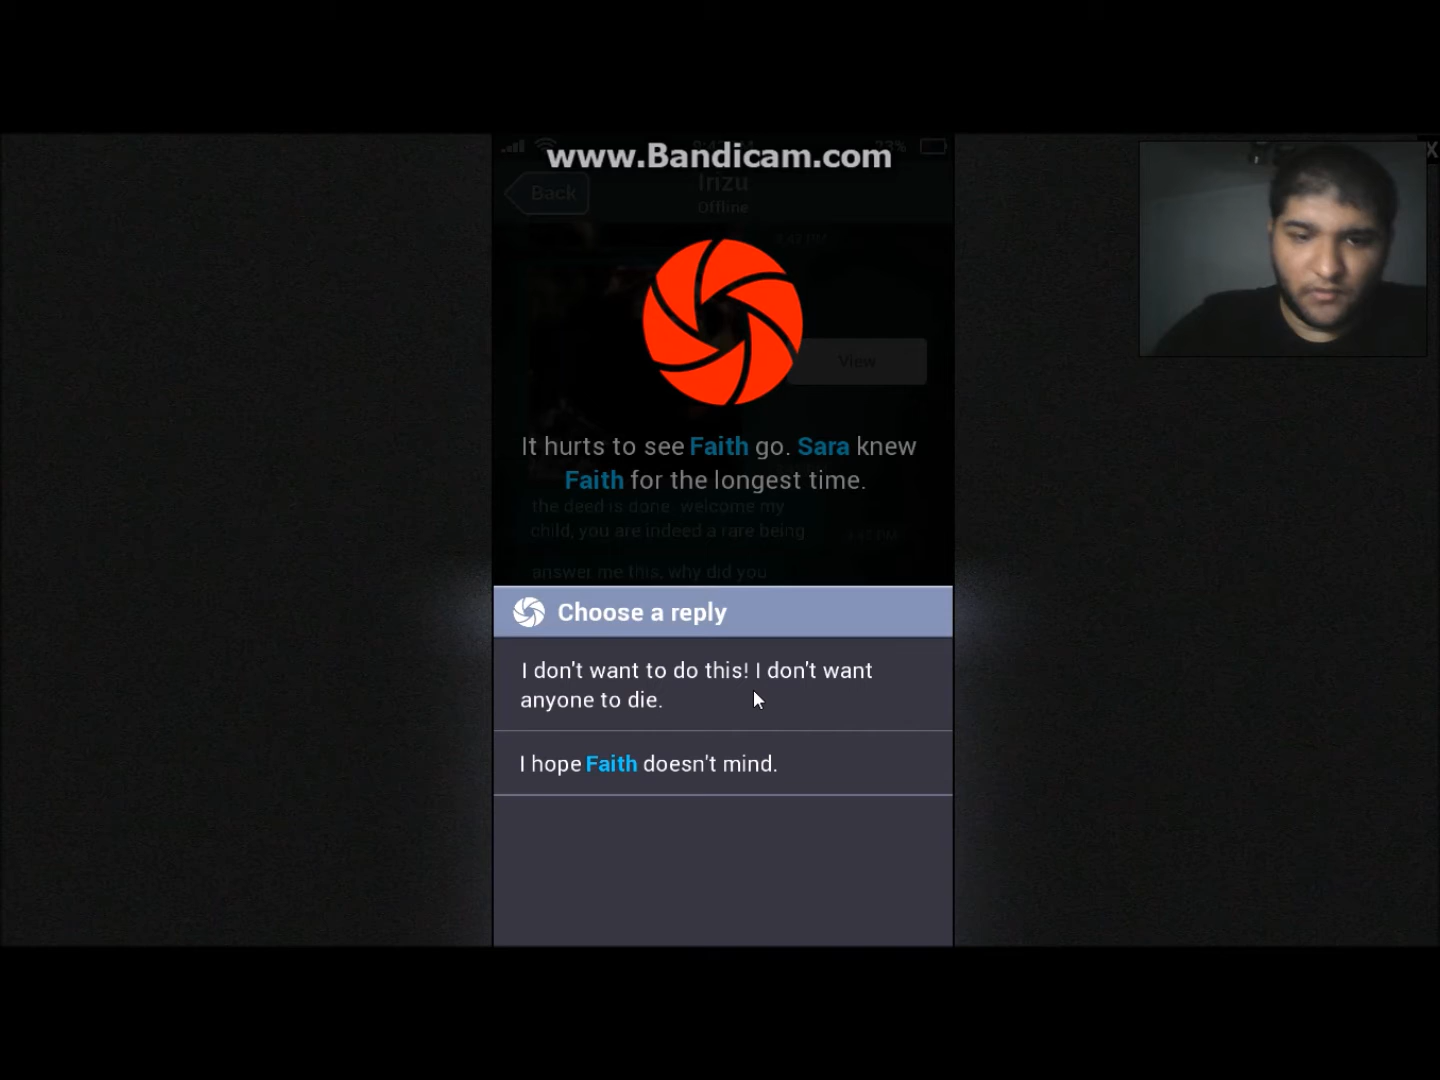 www.Bandicam.com
X
Back
Irizu
Offline
View
It hurts to see Faith go. Sara knew
Faith for the longest time.
the deed is done. welcome my
child, you are indeed a rare being
answer me this, why did you
Choose a reply
I don't want to do this! I don't want
anyone to die.
I hope Faith doesn't mind.